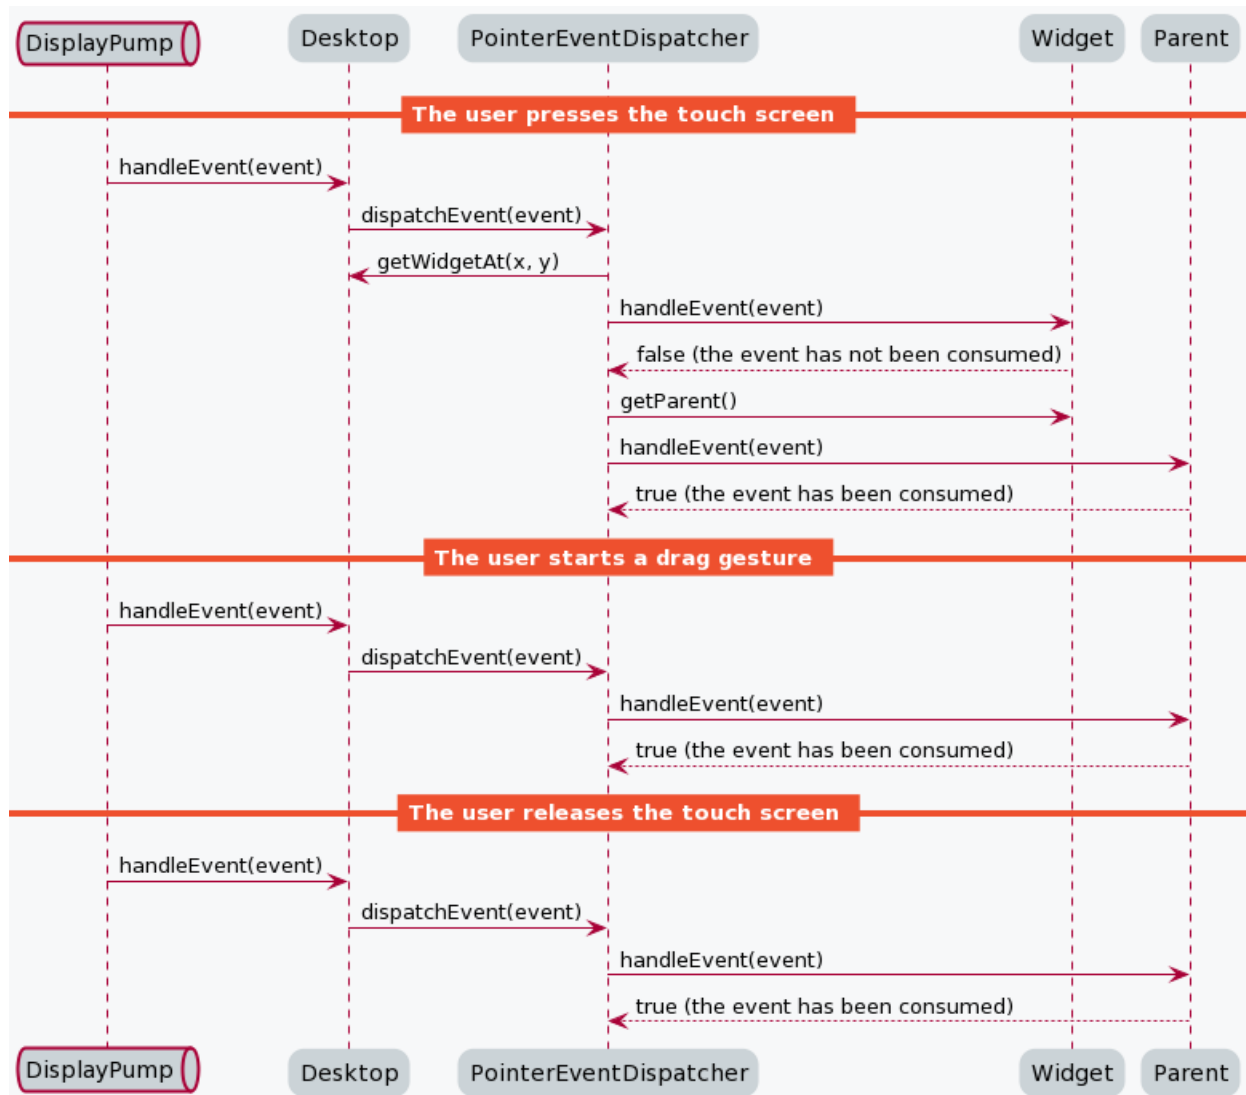 DisplayPump Desktop PointerEventDispatcher Widget Parent
The user presses the touch screen
handleEvent(event)
dispatchEvent(event)
getWidgetAt(x, y)
handleEvent(event)
false (the event has not been consumed)
getParent()
handleEvent(event)
true (the event has been consumed)
The user starts a drag gesture
handleEvent(event)
dispatchEvent(event)
handleEvent(event)
true (the event has been consumed)
The user releases the touch screen
handleEvent(event)
dispatchEvent(event)
handleEvent(event)
true (the event has been consumed)
DisplayPump Desktop PointerEventDispatcher Widget Parent